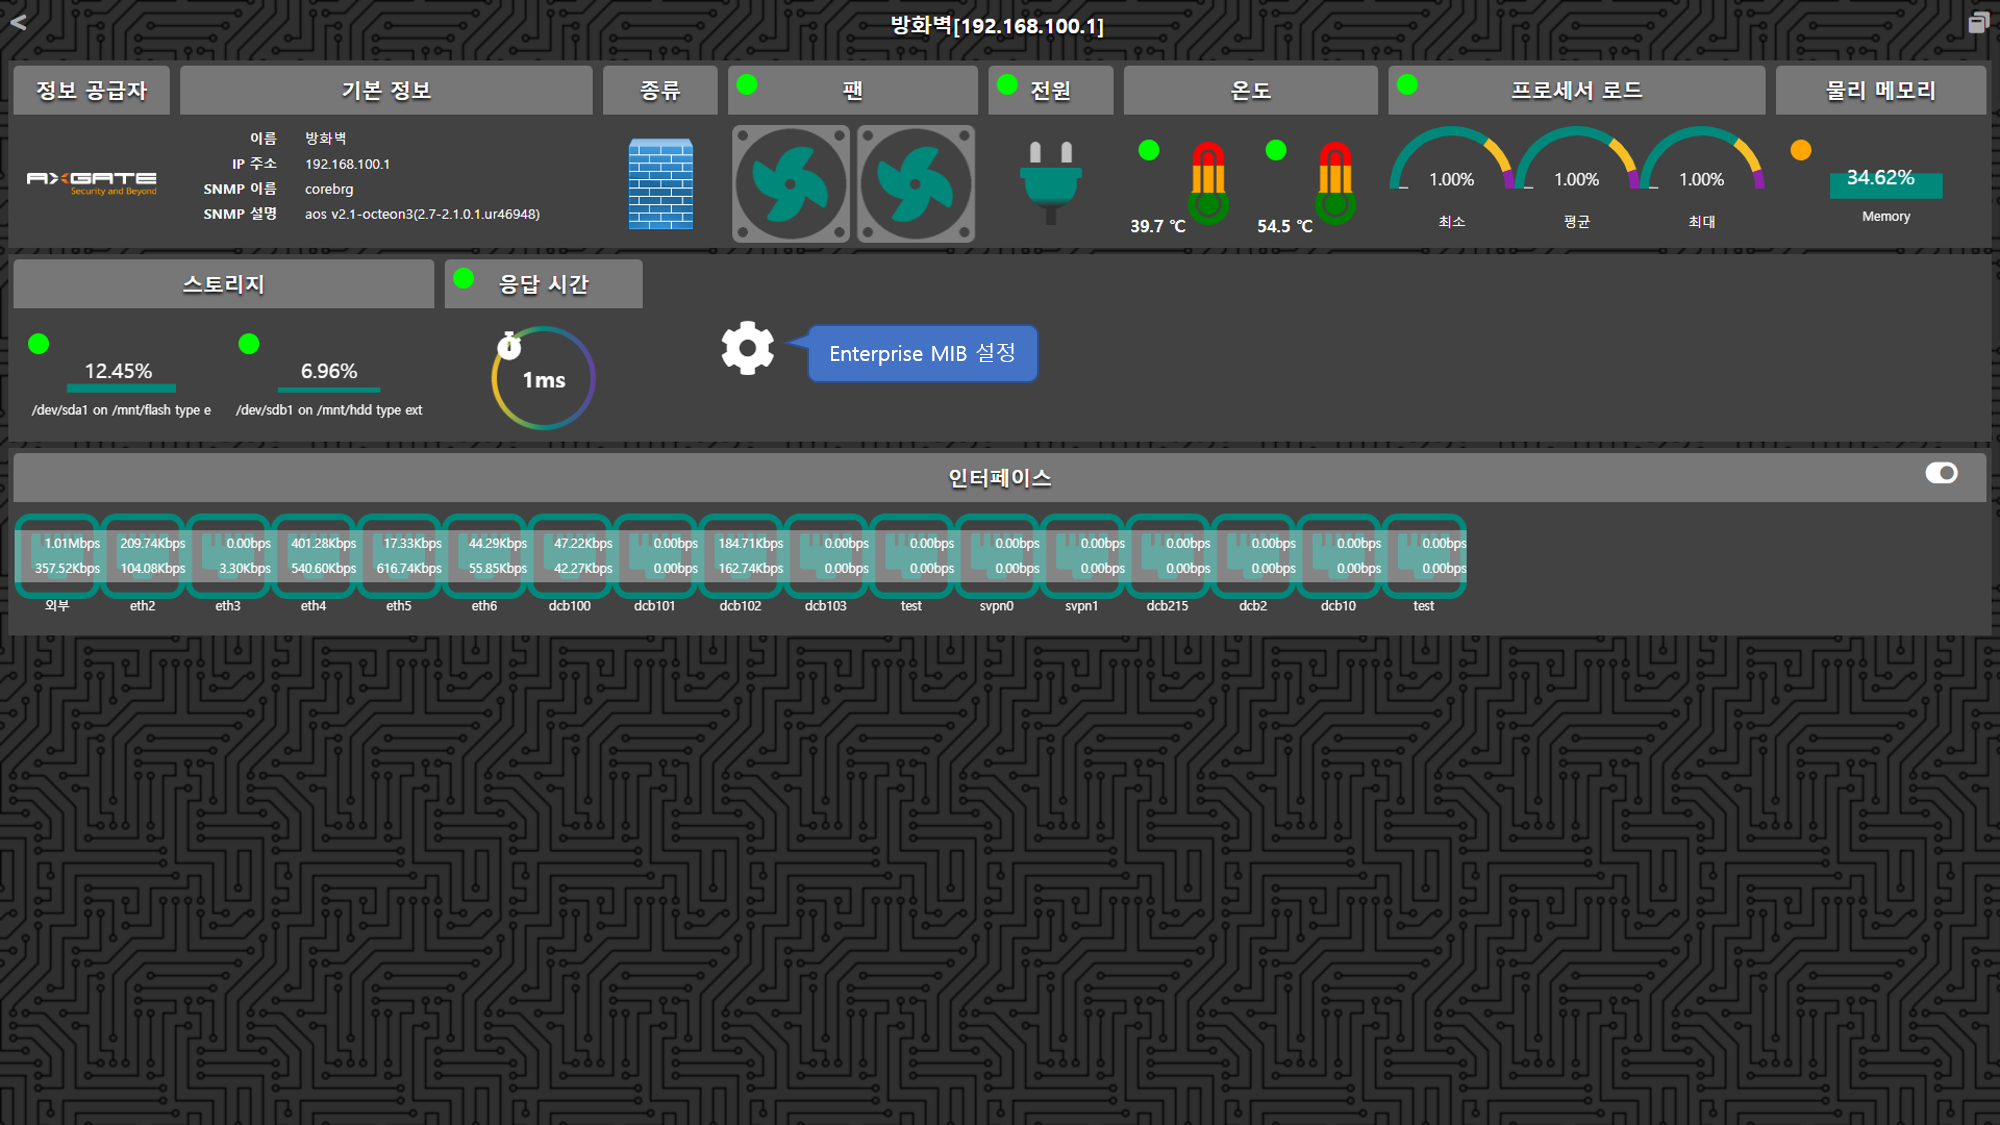 <
방화벽[192.168.100.1]
정보 공급자
기본 정보
종류
팬
전원
온도
프로세서 로드
물리 메모리
AXGATE
Security and Beyond
이름 방화벽
IP 주소 192.168.100.1
SNMP 이름 corebrg
SNMP 설명 aos v2.1-octeon3(2.7-2.1.0.1.ur46948)
39.7 ℃
54.5 ℃
1.00%
최소
1.00%
평균
1.00%
최대
34.62%
Memory
스토리지
응답 시간
12.45%
/dev/sda1 on /mnt/flash type e
6.96%
/dev/sdb1 on /mnt/hdd type ext
1ms
Enterprise MIB 설정
인터페이스
1.01Mbps 209.74Kbps 0.00bps 401.28Kbps 17.33Kbps 44.29Kbps 47.22Kbps 0.00bps 184.71Kbps 0.00bps 0.00bps 0.00bps 0.00bps 0.00bps 0.00bps 0.00bps 0.00bps
357.52Kbps 104.08Kbps 3.30Kbps 540.60Kbps 616.74Kbps 55.85Kbps 42.27Kbps 0.00bps 162.74Kbps 0.00bps 0.00bps 0.00bps 0.00bps 0.00bps 0.00bps 0.00bps 0.00bps
외부 eth2 eth3 eth4 eth5 eth6 dcb100 dcb101 dcb102 dcb103 test svpn0 svpn1 dcb215 dcb2 dcb10 test